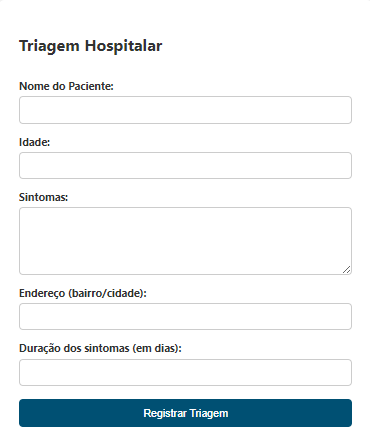 Triagem Hospitalar
Nome do Paciente:
Idade:
Sintomas:
Endereço (bairro/cidade):
Duração dos sintomas (em dias):
Registrar Triagem